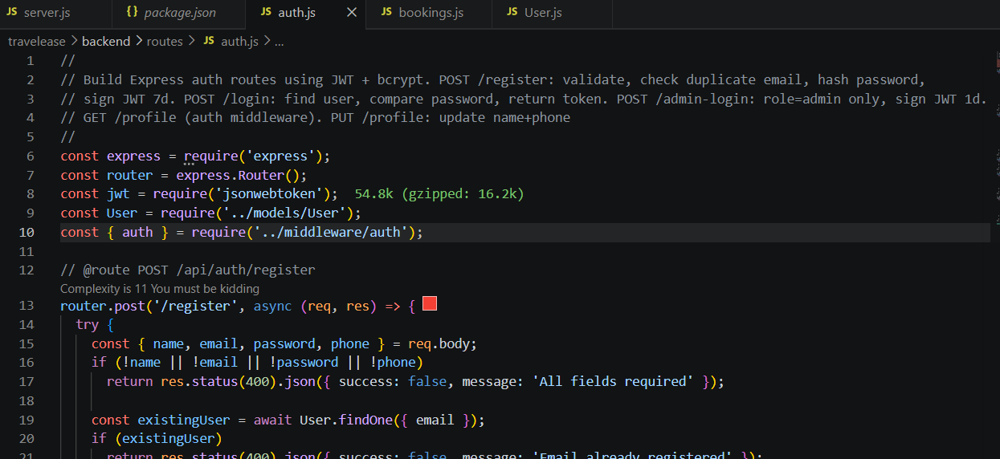 JS server.js {} package.json JS auth.js × JS bookings.js JS User.js
travelease > backend > routes > JS auth.js > ...
1 //
2 // Build Express auth routes using JWT + bcrypt. POST /register: validate, check duplicate email, hash password,
3 // sign JWT 7d. POST /login: find user, compare password, return token. POST /admin-login: role=admin only, sign JWT 1d.
4 // GET /profile (auth middleware). PUT /profile: update name+phone
5 //
6 const express = require('express');
7 const router = express.Router();
8 const jwt = require('jsonwebtoken'); 54.8k (gzipped: 16.2k)
9 const User = require('../models/User');
10 const { auth } = require('../middleware/auth');
11
12 // @route POST /api/auth/register
Complexity is 11 You must be kidding
13 router.post('/register', async (req, res) => {
14 try {
15 const { name, email, password, phone } = req.body;
16 if (!name || !email || !password || !phone)
17 return res.status(400).json({ success: false, message: 'All fields required' });
18
19 const existingUser = await User.findOne({ email });
20 if (existingUser)
21 return res.status(400).json({ success: false, message: 'Email already registered' });